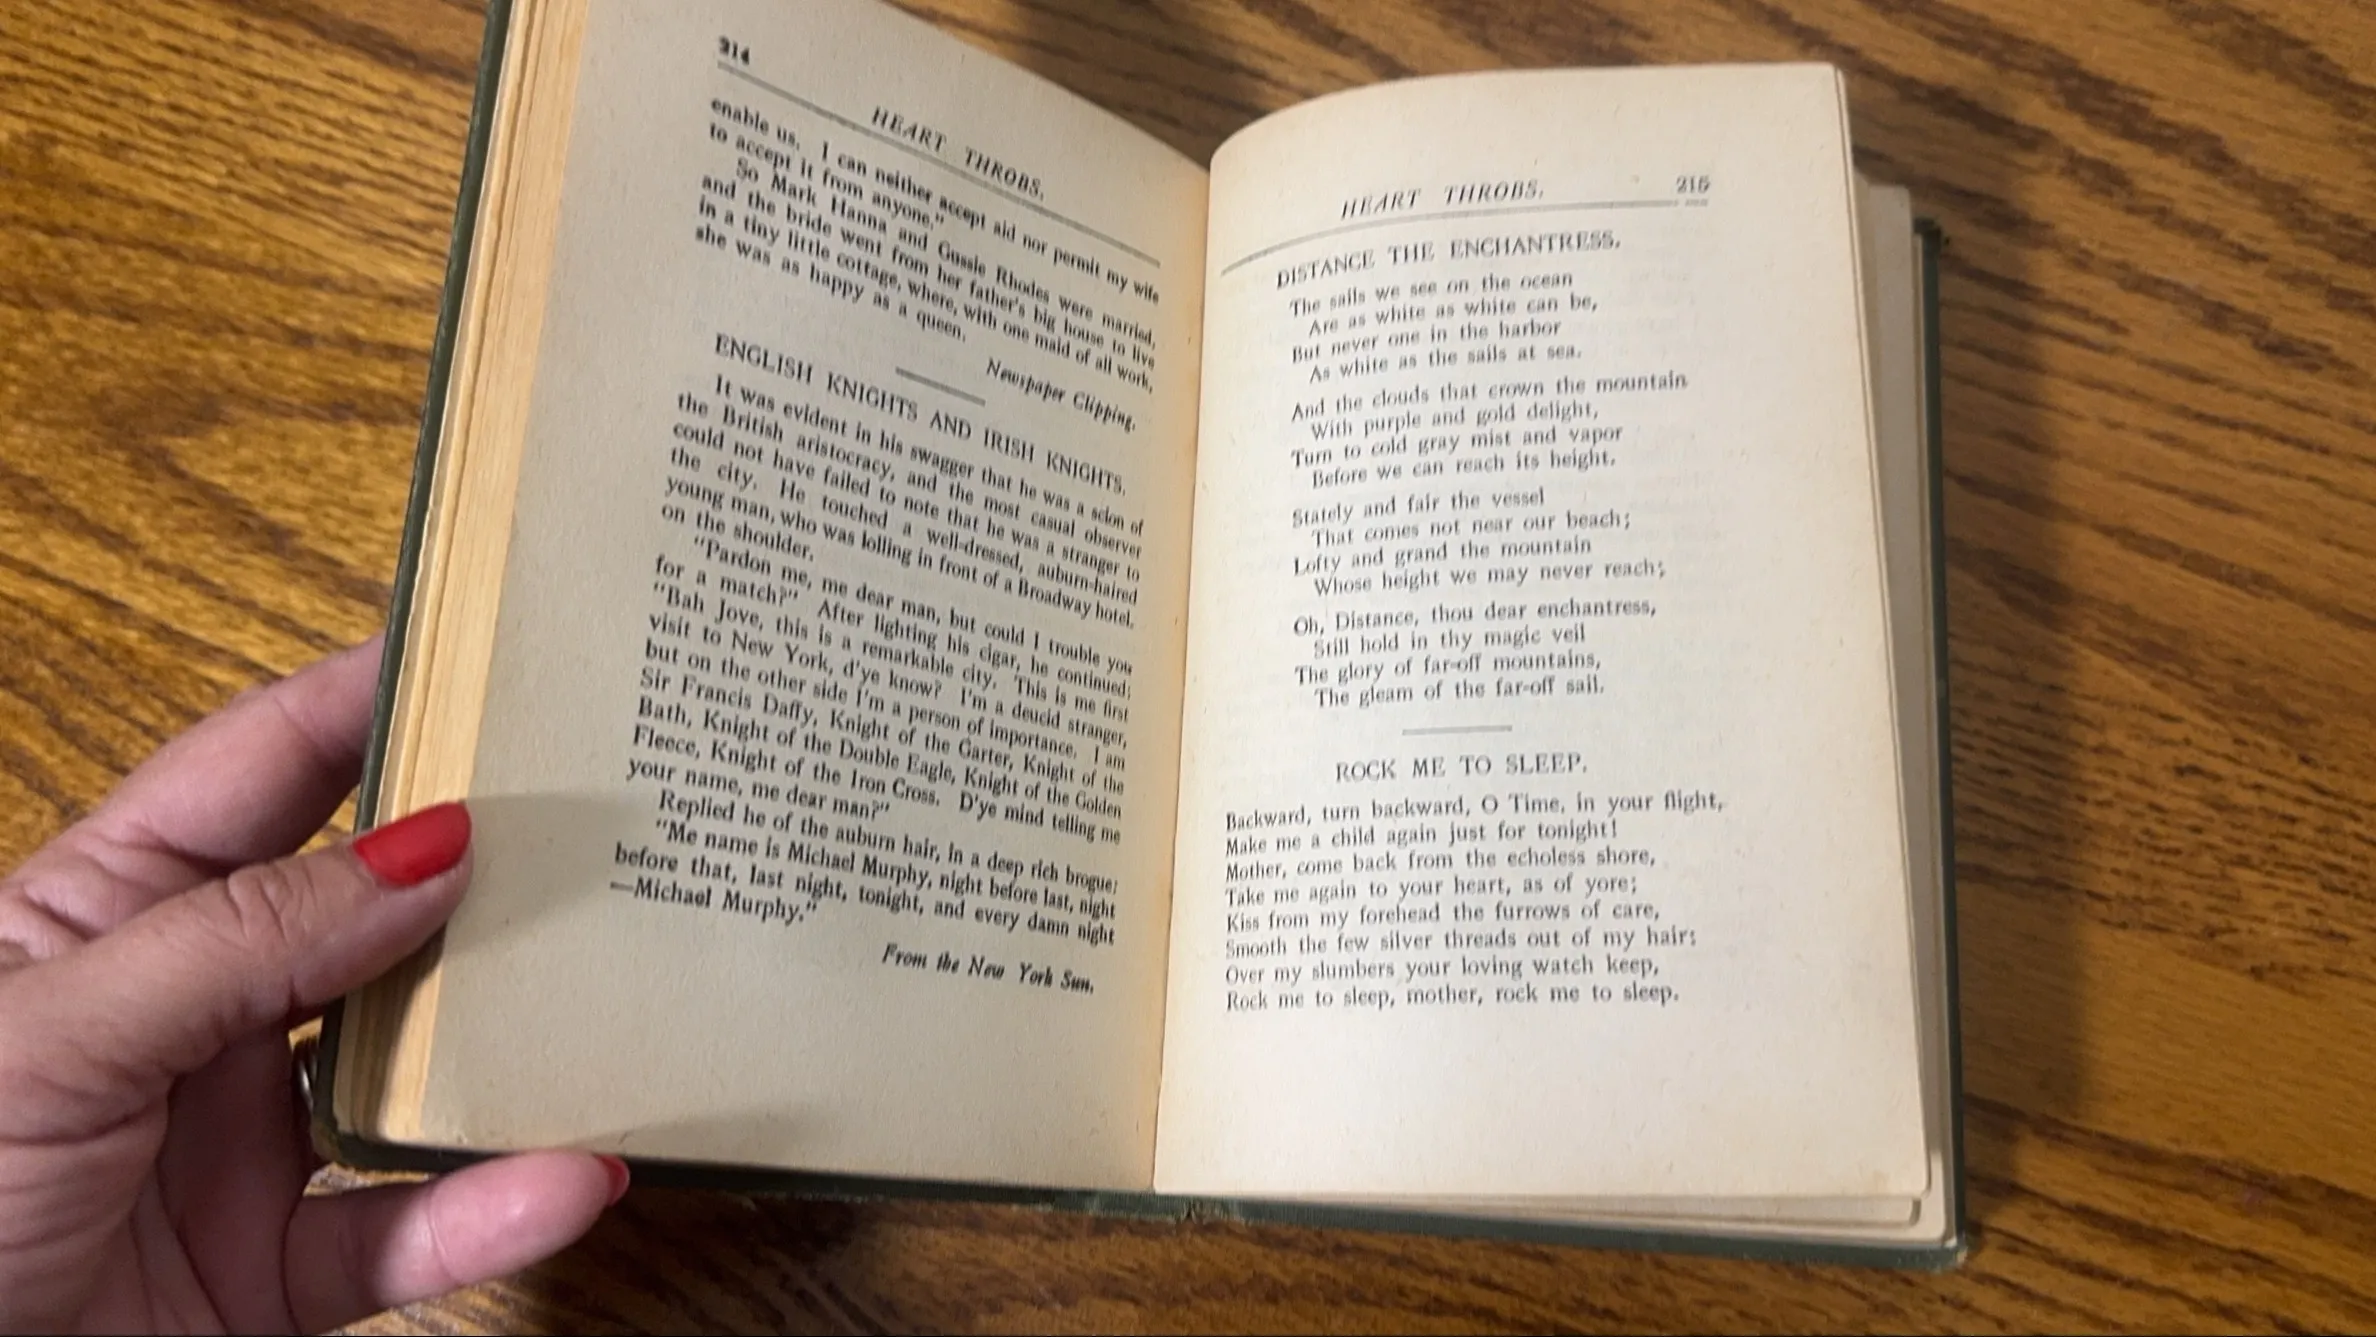 214
HEART THROBS.
enable us. I can neither accept aid nor permit my wife
to accept it from anyone."
So Mark Hanna and Gussie Rhodes were married,
and the bride went from her father's big house to live
in a tiny little cottage, where, with one maid of all work,
she was as happy as a queen.
Newspaper Clipping.
ENGLISH KNIGHTS AND IRISH KNIGHTS.
It was evident in his swagger that he was a scion of
the British aristocracy, and the most casual observer
could not have failed to note that he was a stranger to
the city. He touched a well-dressed, auburn-haired
young man, who was lolling in front of a Broadway hotel,
on the shoulder.
"Pardon me, me dear man, but could I trouble you
for a match?" After lighting his cigar, he continued:
"Bah Jove, this is a remarkable city. This is me first
visit to New York, d'ye know? I'm a deucid stranger,
but on the other side I'm a person of importance. I am
Sir Francis Daffy, Knight of the Garter, Knight of the
Bath, Knight of the Double Eagle, Knight of the Golden
Fleece, Knight of the Iron Cross. D'ye mind telling me
your name, me dear man?"
Replied he of the auburn hair, in a deep rich brogue:
"Me name is Michael Murphy, night before last, night
before that, last night, tonight, and every damn night
—Michael Murphy."
From the New York Sun.
HEART THROBS.
215
DISTANCE THE ENCHANTRESS.
The sails we see on the ocean
Are as white as white can be,
But never one in the harbor
As white as the sails at sea.
And the clouds that crown the mountain
With purple and gold delight,
Turn to cold gray mist and vapor
Before we can reach its height.
Stately and fair the vessel
That comes not near our beach;
Lofty and grand the mountain
Whose height we may never reach;
Oh, Distance, thou dear enchantress,
Still hold in thy magic veil
The glory of far-off mountains,
The gleam of the far-off sail.
ROCK ME TO SLEEP.
Backward, turn backward, O Time, in your flight,
Make me a child again just for tonight!
Mother, come back from the echoless shore,
Take me again to your heart, as of yore;
Kiss from my forehead the furrows of care,
Smooth the few silver threads out of my hair;
Over my slumbers your loving watch keep,
Rock me to sleep, mother, rock me to sleep.